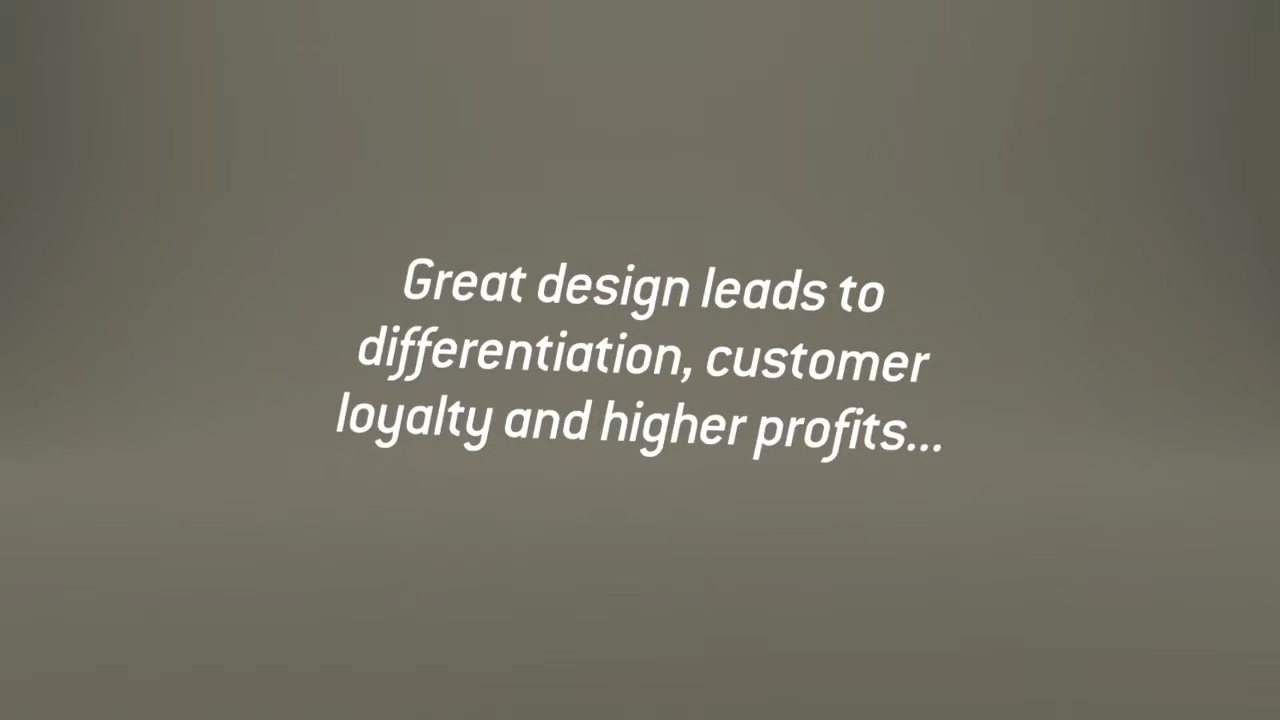 Great design leads to
differentiation, customer
loyalty and higher profits...